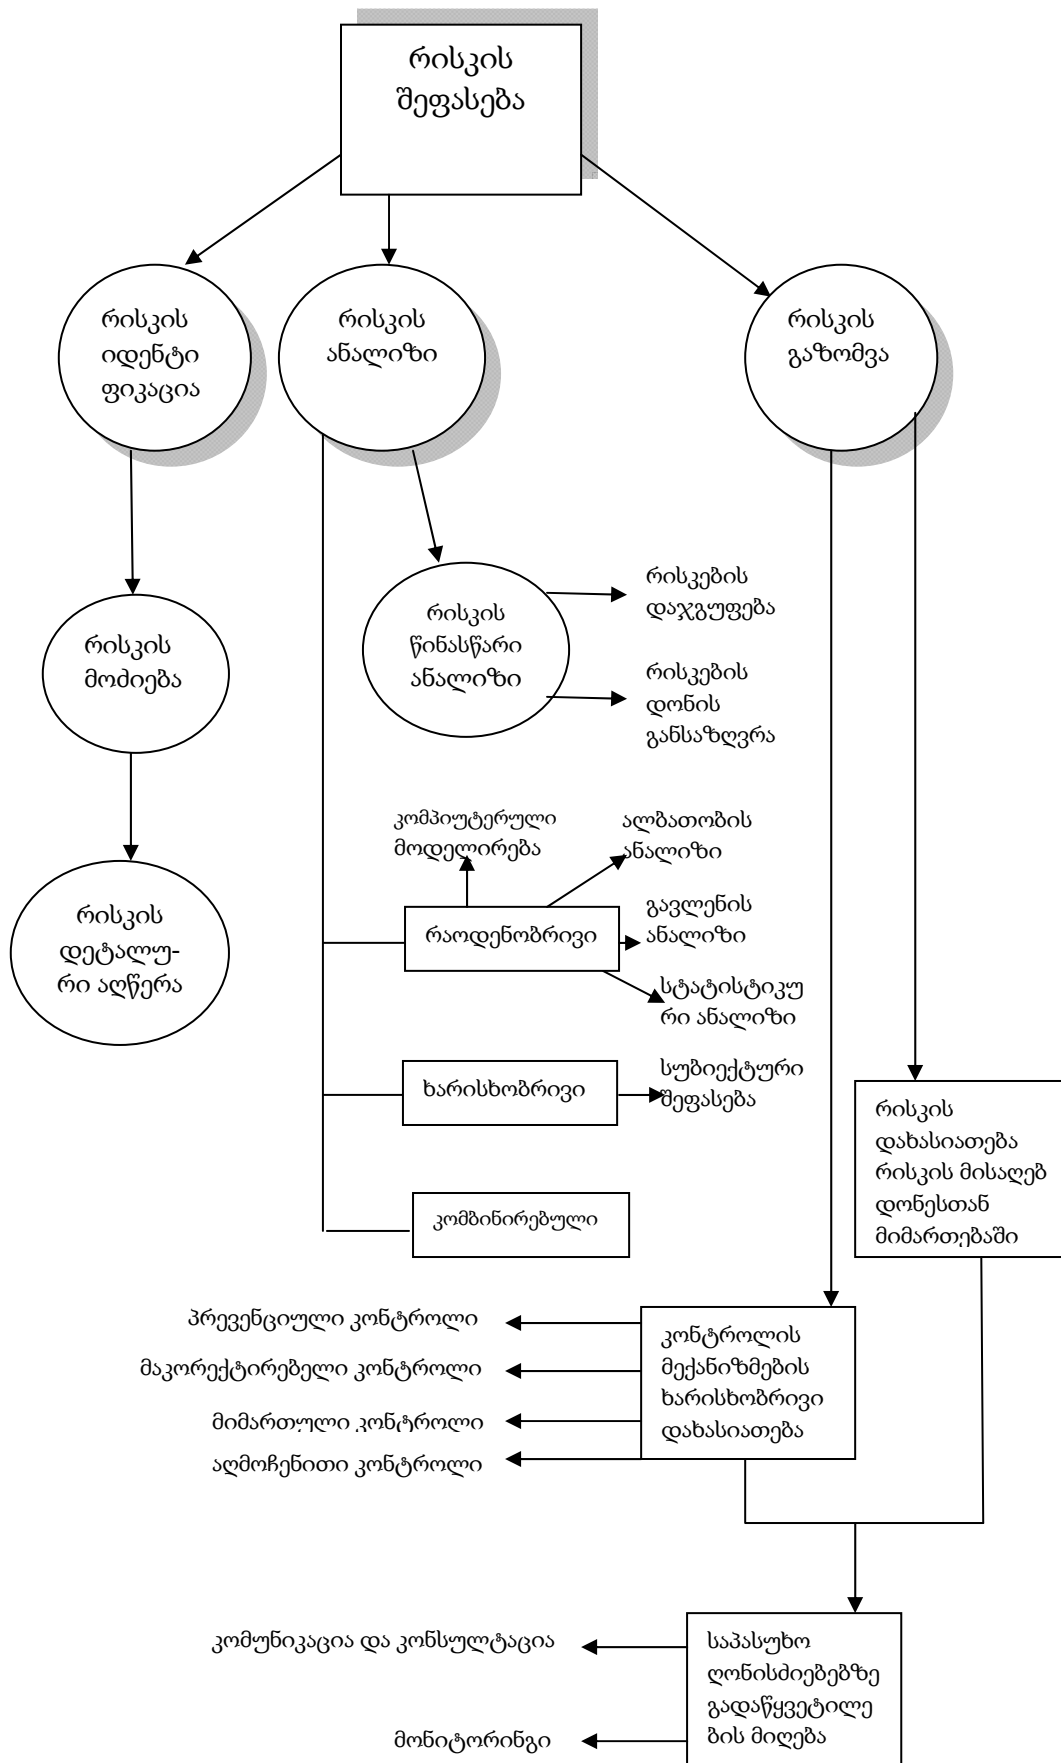 რისკის
შეფასება
რისკის
იდენტი
ფიკაცია
რისკის
ანალიზი
რისკის
გაზომვა
რისკის
მოძიება
რისკის
წინასწარი
ანალიზი
რისკების
დაჯგუფება
რისკების
დონის
განსაზღვრა
რისკის
დეტალუ-
რი აღწერა
კომპიუტერული
მოდელირება
ალბათობის
ანალიზი
რაოდენობრივი
გავლენის
ანალიზი
სტატისტიკუ
რი ანალიზი
ხარისხობრივი
სუბიექტური
შეფასება
კომბინირებული
რისკის
დახასიათება
რისკის მისაღებ
დონესთან
მიმართებაში
პრევენციული კონტროლი
მაკორექტირებელი კონტროლი
მიმართული კონტროლი
აღმოჩენითი კონტროლი
კონტროლის
მექანიზმების
ხარისხობრივი
დახასიათება
კომუნიკაცია და კონსულტაცია
მონიტორინგი
საპასუხო
ღონისძიებებზე
გადაწყვეტილე
ბის მიღება